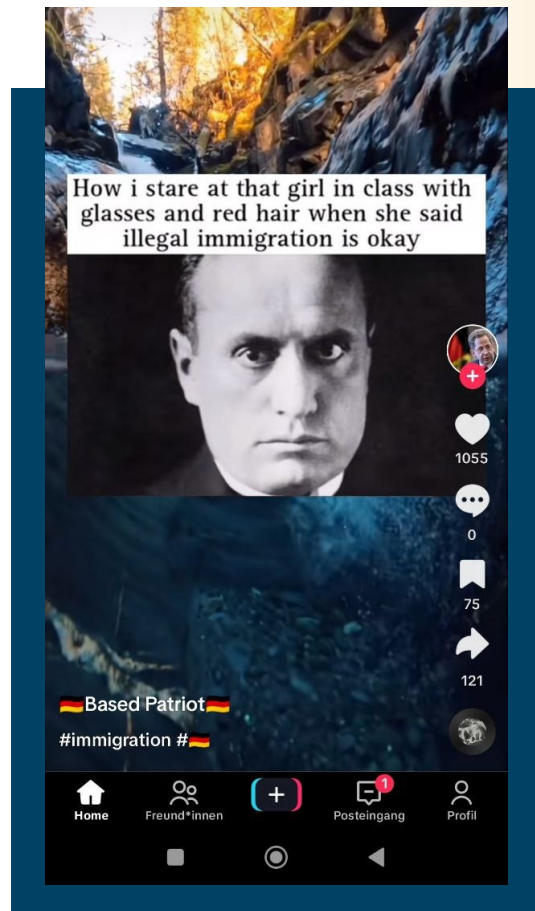 How i stare at that girl in class with
glasses and red hair when she said
illegal immigration is okay
1055
0
75
121
🇩🇪Based Patriot🇩🇪
#immigration #🇩🇪
1
Home
Freund*innen
Posteingang
Profil